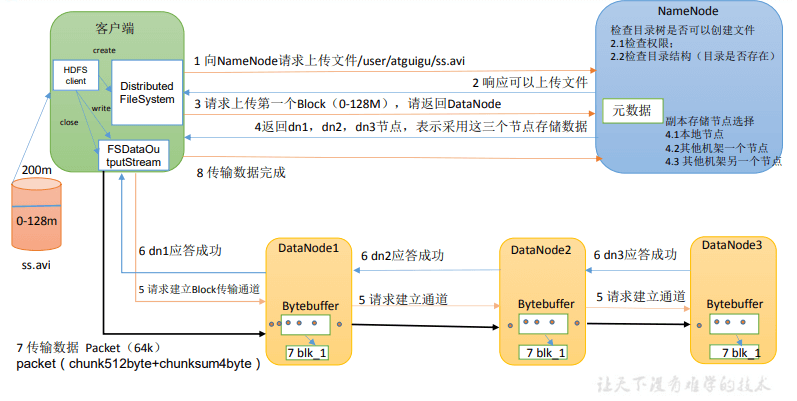 客户端
create
HDFS
client
Distributed
FileSystem
write
close
FSDataOu
tputStream
200m
0-128m
ss.avi
1 向NameNode请求上传文件/user/atguigu/ss.avi
2 响应可以上传文件
3 请求上传第一个Block（0-128M），请返回DataNode
4返回dn1，dn2，dn3节点，表示采用这三个节点存储数据
8 传输数据完成
NameNode
检查目录树是否可以创建文件
2.1检查权限；
2.2检查目录结构（目录是否存在）
元数据
副本存储节点选择
4.1本地节点
4.2其他机架一个节点
4.3 其他机架另一个节点
6 dn1应答成功
5 请求建立Block传输通道
DataNode1
Bytebuffer
7 blk_1
6 dn2应答成功
5 请求建立通道
DataNode2
Bytebuffer
7 blk_1
6 dn3应答成功
5 请求建立通道
DataNode3
Bytebuffer
7 blk_1
7 传输数据 Packet（64k）
packet（chunk512byte+chunksum4byte）
让天下没有难学的技术